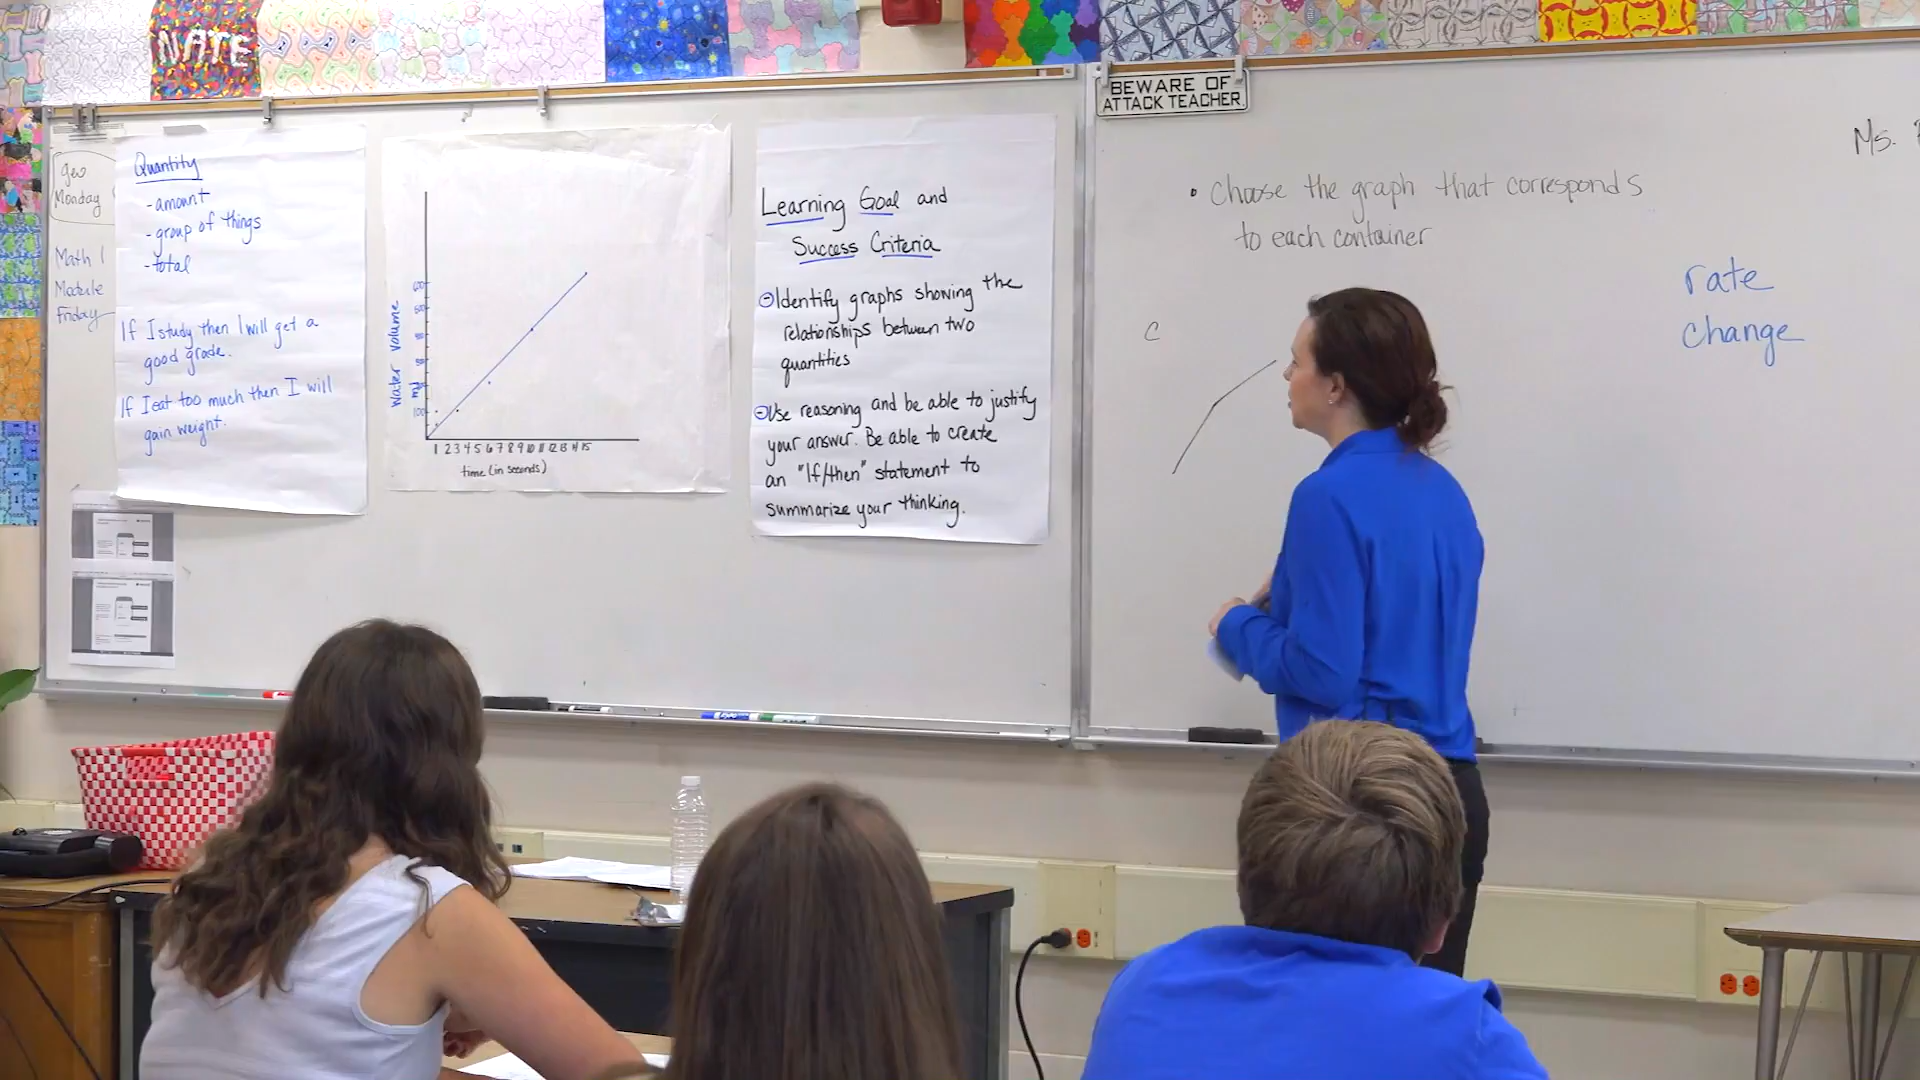 NATE
BEWARE OF
ATTACK TEACHER.
Geo
Monday
Math 1
Module
Friday
Quantity
- amount
- group of things
- total
If I study then I will get a
good grade.
If I eat too much then I will
gain weight.
Water Volume
ml
600
500
100
1 2 3 4 5 6 7 8 9 10 11 12 13 14 15
time (in seconds)
Learning Goal and
Success Criteria
Identify graphs showing the
relationships between two
quantities
Use reasoning and be able to justify
your answer. Be able to create
an "If/then" statement to
summarize your thinking.
Ms.
• Choose the graph that corresponds
to each container
C
rate
change